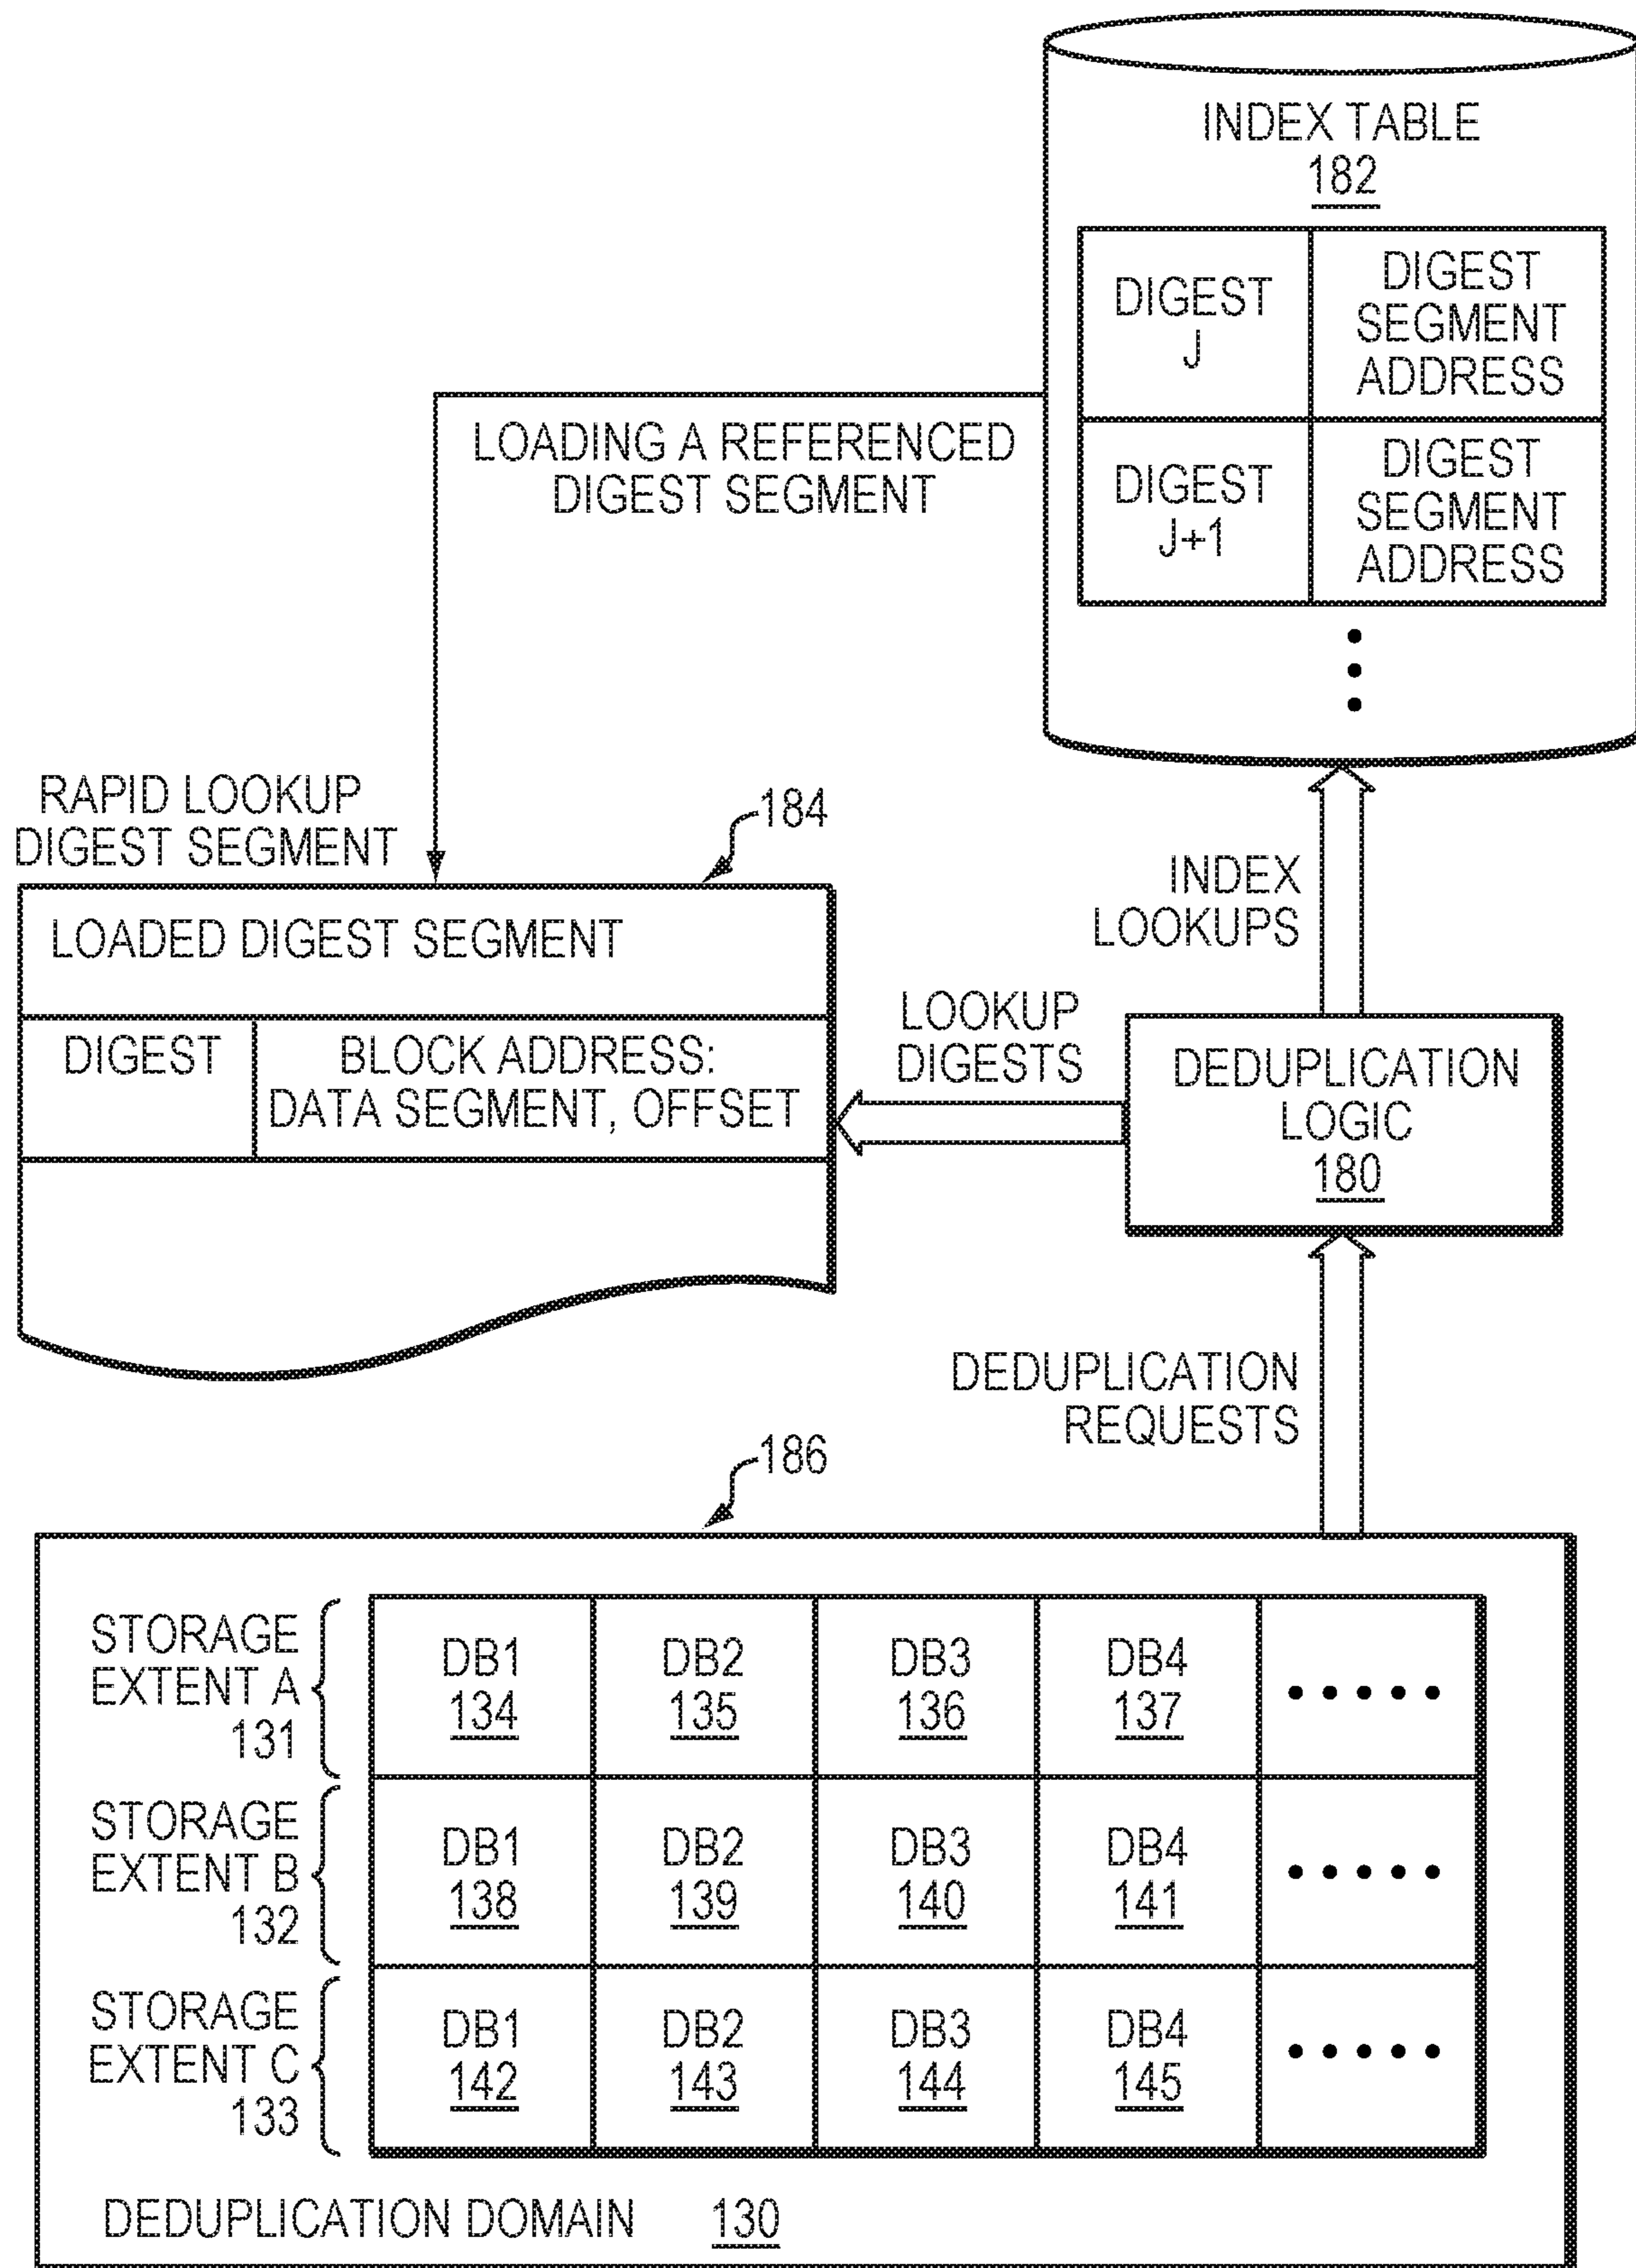 INDEX TABLE
182
DIGEST
J
DIGEST
SEGMENT
ADDRESS
DIGEST
J+1
DIGEST
SEGMENT
ADDRESS
LOADING A REFERENCED
DIGEST SEGMENT
RAPID LOOKUP
DIGEST SEGMENT
184
LOADED DIGEST SEGMENT
DIGEST
BLOCK ADDRESS:
DATA SEGMENT, OFFSET
INDEX
LOOKUPS
LOOKUP
DIGESTS
DEDUPLICATION
LOGIC
180
DEDUPLICATION
REQUESTS
186
STORAGE
EXTENT A
131
DB1
134
DB2
135
DB3
136
DB4
137
STORAGE
EXTENT B
132
DB1
138
DB2
139
DB3
140
DB4
141
STORAGE
EXTENT C
133
DB1
142
DB2
143
DB3
144
DB4
145
DEDUPLICATION DOMAIN 130